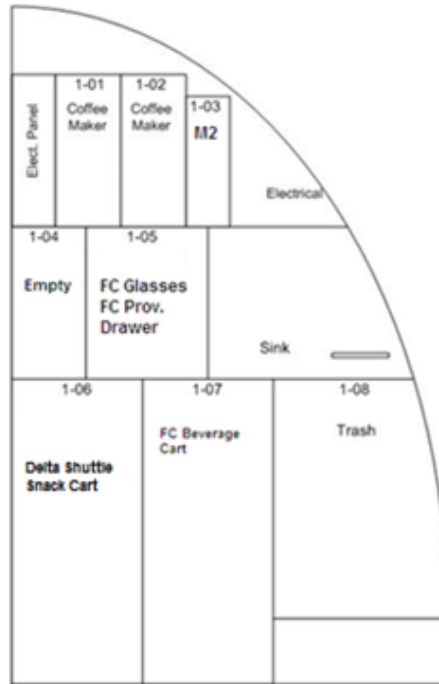 Elect. Panel
1-01
Coffee
Maker
1-02
Coffee
Maker
1-03
M2
Electrical
1-04
Empty
1-05
FC Glasses
FC Prov.
Drawer
Sink
1-06
Delta Shuttle
Snack Cart
1-07
FC Beverage
Cart
1-08
Trash